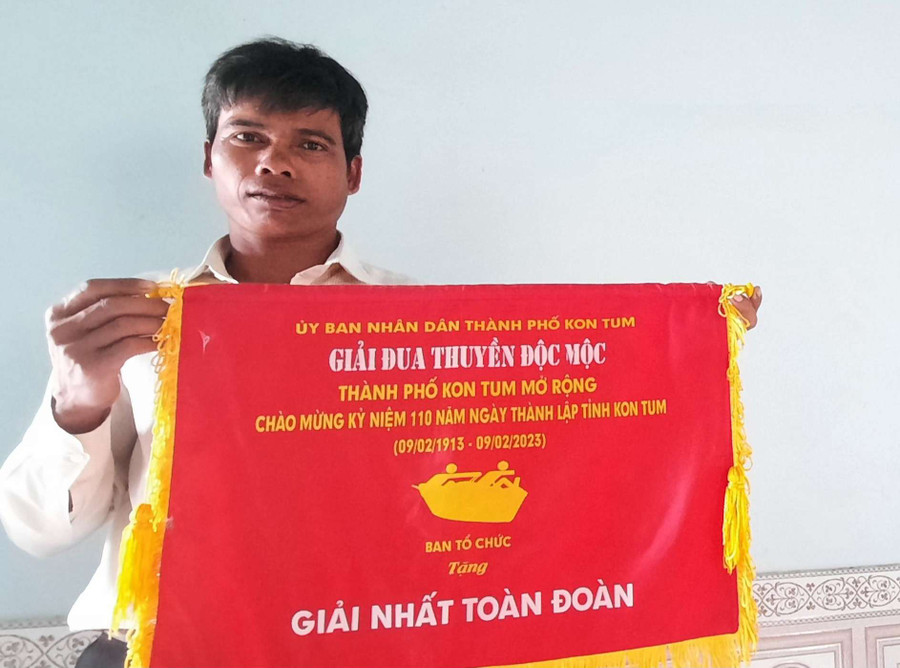 ỦY BAN NHÂN DÂN THÀNH PHỐ KON TUM
GIẢI ĐUA THUYỀN ĐỘC MỘC
THÀNH PHỐ KON TUM MỞ RỘNG
CHÀO MỪNG KỶ NIỆM 110 NĂM NGÀY THÀNH LẬP TỈNH KON TUM
(09/02/1913 - 09/02/2023)
BAN TỔ CHỨC
Tặng
GIẢI NHẤT TOÀN ĐOÀN